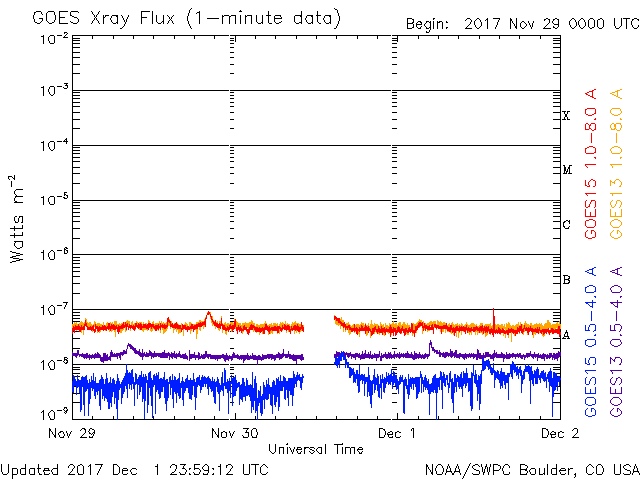 GOES Xray Flux (1-minute data)
Begin: 2017 Nov 29 0000 UTC
10-2
10-3
10-4
10-5
10-6
10-7
10-8
10-9
Watts m-2
X
M
C
B
A
GOES15 1.0-8.0 A
GOES13 1.0-8.0 A
GOES15 0.5-4.0 A
GOES13 0.5-4.0 A
Nov 29
Nov 30
Dec 1
Dec 2
Universal Time
Updated 2017 Dec 1 23:59:12 UTC
NOAA/SWPC Boulder, CO USA